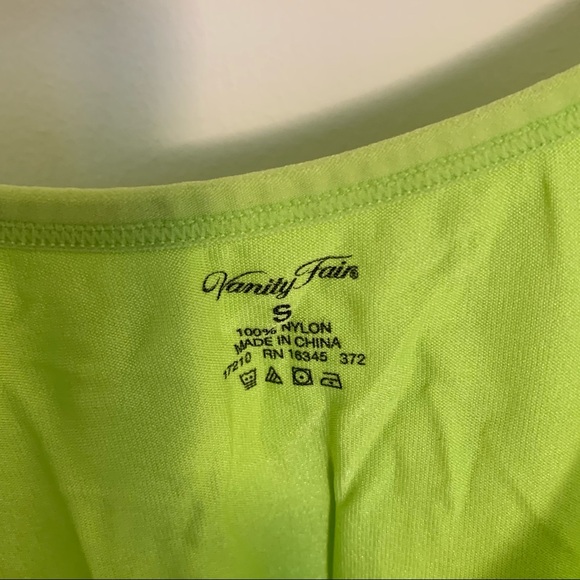 Vanity Fair®
S
100% NYLON
MADE IN CHINA
17210 RN 16345 372